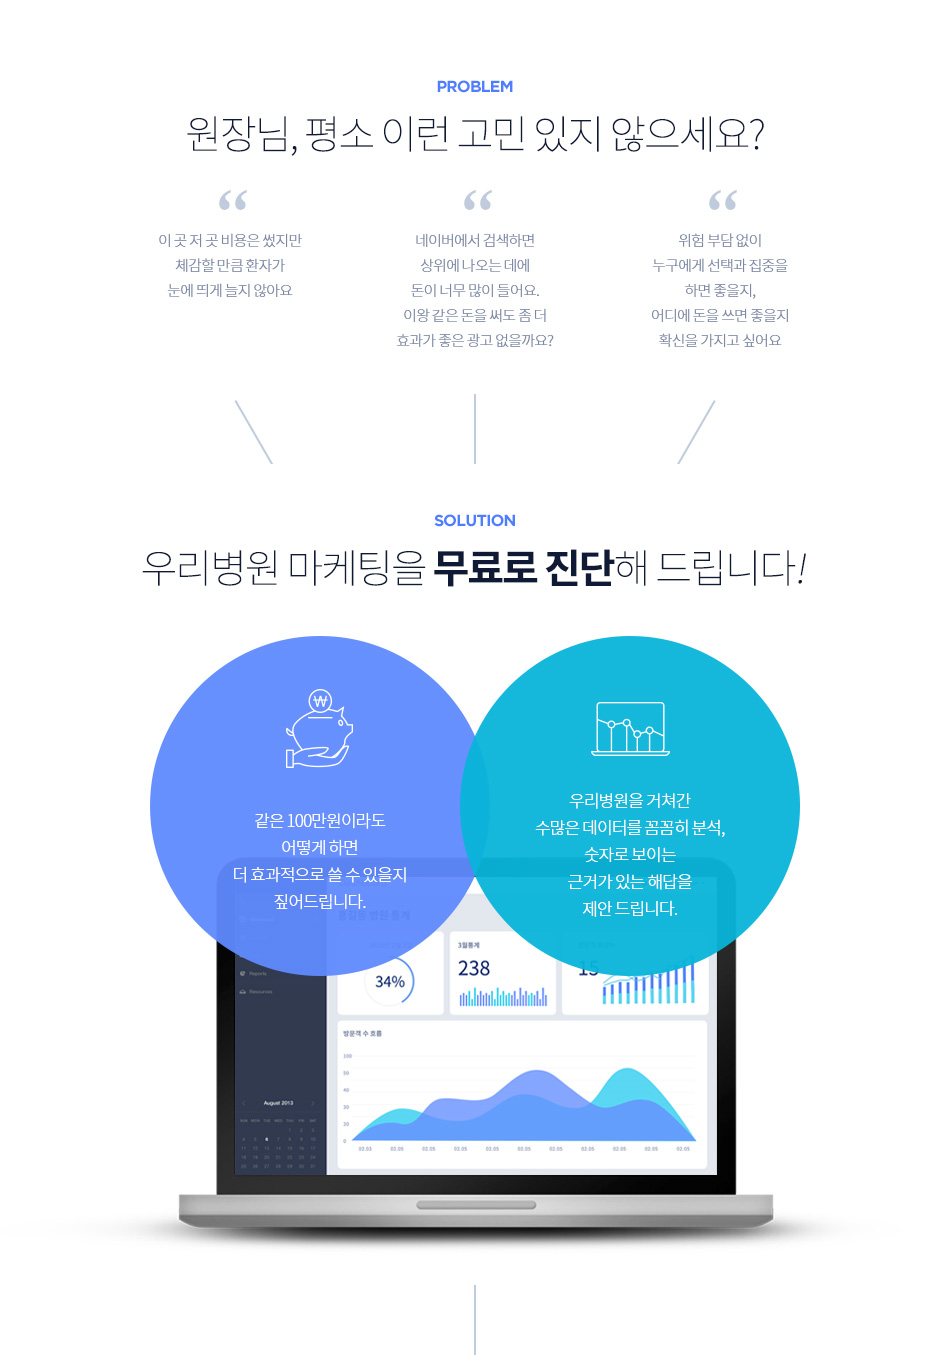 PROBLEM
원장님, 평소 이런 고민 있지 않으세요?
이 곳 저 곳 비용은 썼지만
체감할 만큼 환자가
눈에 띄게 늘지 않아요
네이버에서 검색하면
상위에 나오는 데에
돈이 너무 많이 들어요.
이왕 같은 돈을 써도 좀 더
효과가 좋은 광고 없을까요?
위험 부담 없이
누구에게 선택과 집중을
하면 좋을지,
어디에 돈을 쓰면 좋을지
확신을 가지고 싶어요
SOLUTION
우리병원 마케팅을 무료로 진단해 드립니다!
같은 100만원이라도
어떻게 하면
더 효과적으로 쓸 수 있을지
짚어드립니다.
우리병원을 거쳐간
수많은 데이터를 꼼꼼히 분석,
숫자로 보이는
근거가 있는 해답을
제안 드립니다.
34%
3월통계
238
15
Reports
Resources
방문객 수 흐름
August 2013